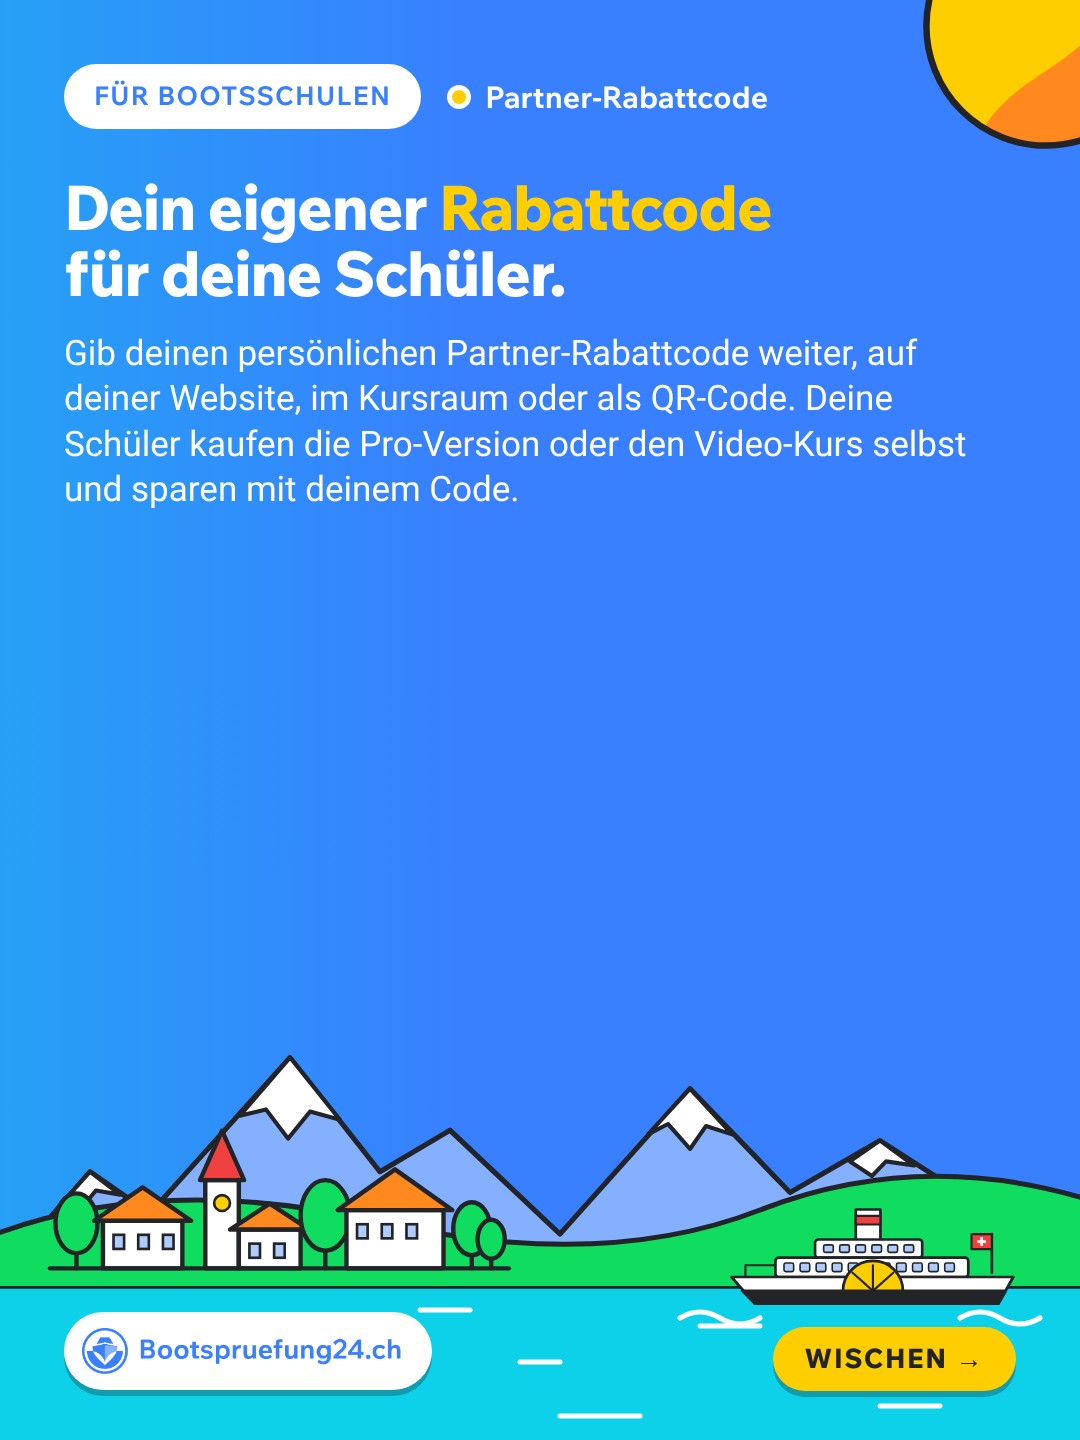 FÜR BOOTSSCHULEN
Partner-Rabattcode
Dein eigener Rabattcode
für deine Schüler.
Gib deinen persönlichen Partner-Rabattcode weiter, auf
deiner Website, im Kursraum oder als QR-Code. Deine
Schüler kaufen die Pro-Version oder den Video-Kurs selbst
und sparen mit deinem Code.
Bootspruefung24.ch
WISCHEN →